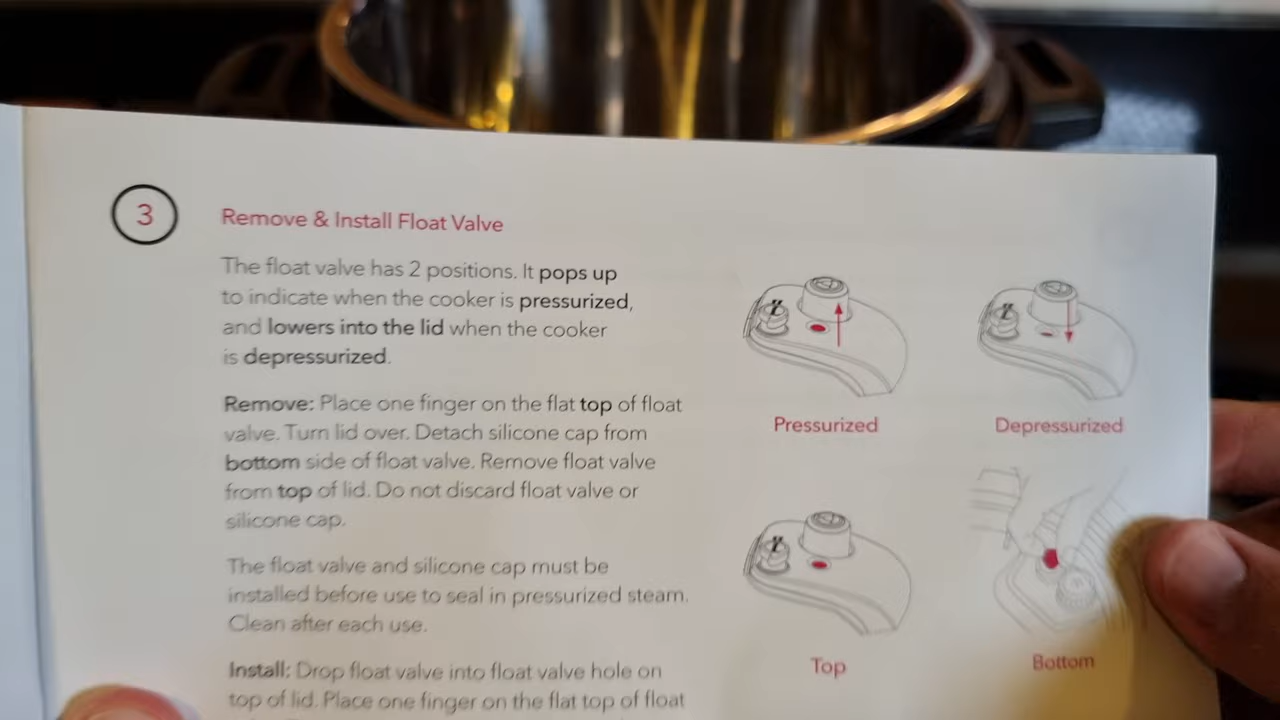 3
Remove & Install Float Valve
The float valve has 2 positions. It pops up
to indicate when the cooker is pressurized,
and lowers into the lid when the cooker
is depressurized.
Remove: Place one finger on the flat top of float
valve. Turn lid over. Detach silicone cap from
bottom side of float valve. Remove float valve
from top of lid. Do not discard float valve or
silicone cap.
The float valve and silicone cap must be
installed before use to seal in pressurized steam.
Clean after each use.
Install: Drop float valve into float valve hole on
top of lid. Place one finger on the flat top of float
Pressurized
Depressurized
Top
Bottom